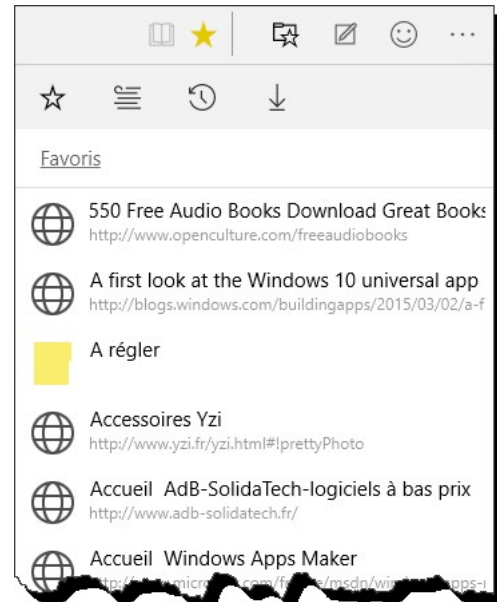 Favoris
550 Free Audio Books Download Great Books
http://www.openculture.com/freeaudiobooks
A first look at the Windows 10 universal app
http://blogs.windows.com/buildingapps/2015/03/02/a-f
A régler
Accessoires Yzi
http://www.yzi.fr/yzi.html#!prettyPhoto
Accueil AdB-SolidaTech-logiciels à bas prix
http://www.adb-solidatech.fr/
Accueil Windows Apps Maker